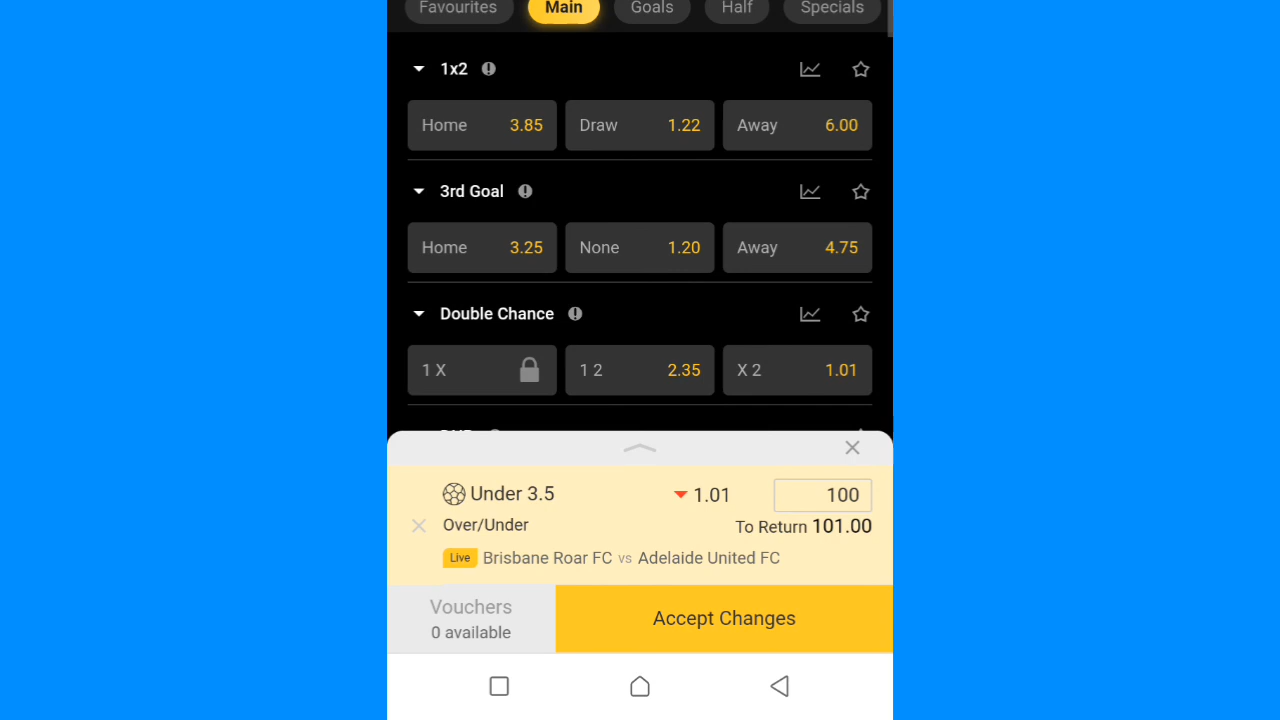 Favourites Main Goals Half Specials
1x2
Home 3.85 Draw 1.22 Away 6.00
3rd Goal
Home 3.25 None 1.20 Away 4.75
Double Chance
1 X 1 2 2.35 X 2 1.01
Under 3.5 1.01 100
Over/Under To Return 101.00
Live Brisbane Roar FC vs Adelaide United FC
Vouchers
0 available
Accept Changes